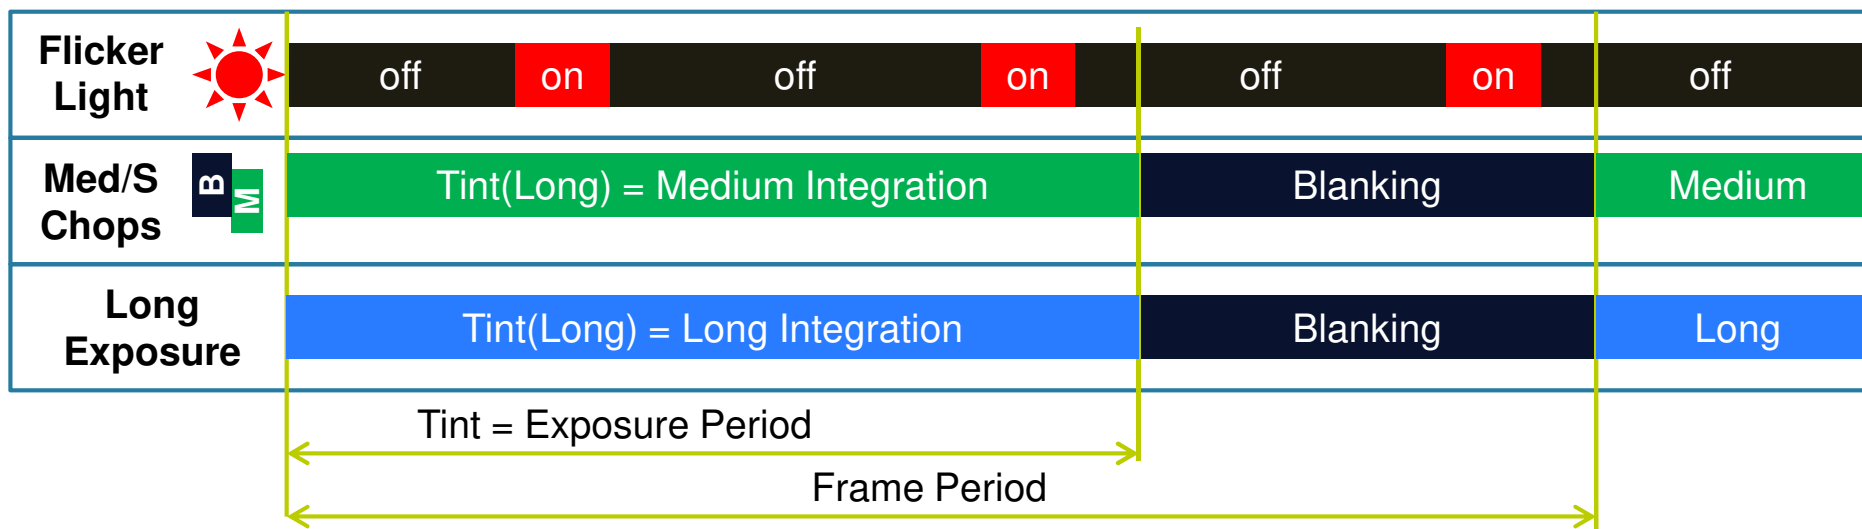 Flicker
Light
off on off on off on off
Med/S
Chops
B
M
Tint(Long) = Medium Integration Blanking Medium
Long
Exposure
Tint(Long) = Long Integration Blanking Long
Tint = Exposure Period
Frame Period